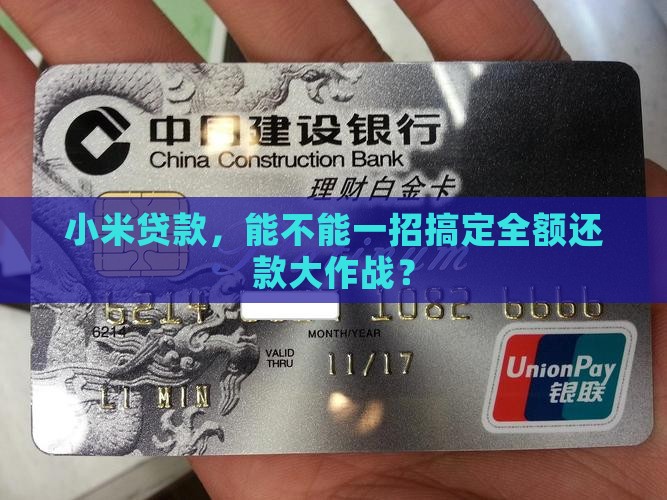 中国建设银行
China Construction Bank
理财白金卡
小米贷款，能不能一招搞定全额还
款大作战？
6214 1082 6666
6214
MONTH/YEAR
VALID
THRU
11/17
LI MIN
UnionPay
银联